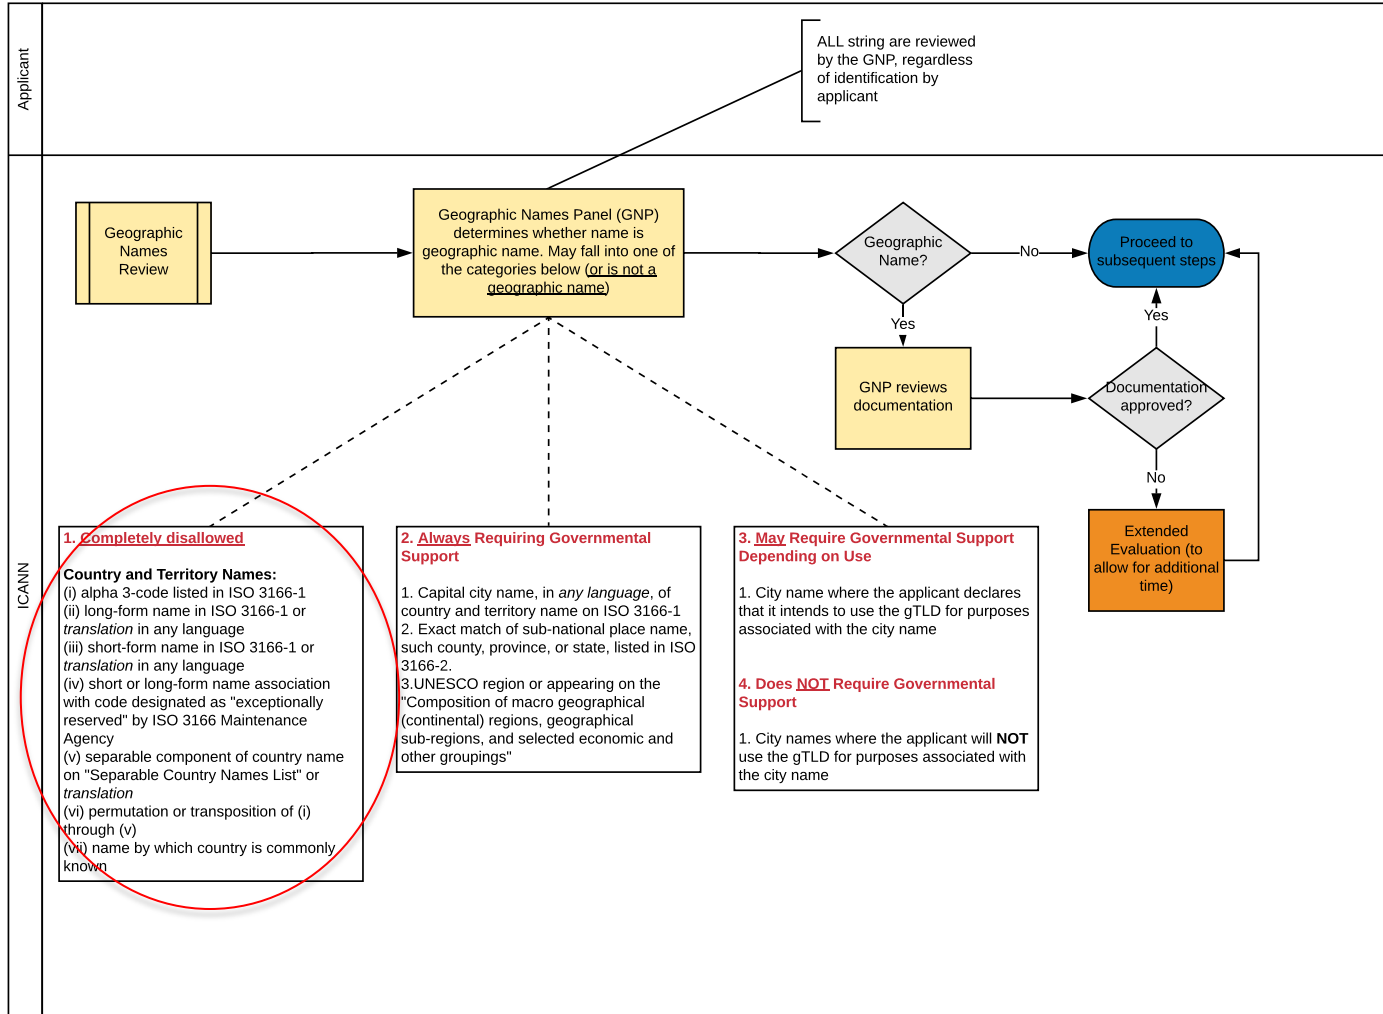 Applicant
ALL string are reviewed
by the GNP, regardless
of identification by
applicant
ICANN
Geographic
Names
Review
Geographic Names Panel (GNP)
determines whether name is
geographic name. May fall into one of
the categories below (or is not a
geographic name)
Geographic
Name?
No
Proceed to
subsequent steps
Yes
Yes
GNP reviews
documentation
Documentation
approved?
No
Extended
Evaluation (to
allow for additional
time)
1. Completely disallowed
Country and Territory Names:
(i) alpha 3-code listed in ISO 3166-1
(ii) long-form name in ISO 3166-1 or
translation in any language
(iii) short-form name in ISO 3166-1 or
translation in any language
(iv) short or long-form name association
with code designated as "exceptionally
reserved" by ISO 3166 Maintenance
Agency
(v) separable component of country name
on "Separable Country Names List" or
translation
(vi) permutation or transposition of (i)
through (v)
(vii) name by which country is commonly
known
2. Always Requiring Governmental
Support
1. Capital city name, in any language, of
country and territory name on ISO 3166-1
2. Exact match of sub-national place name,
such county, province, or state, listed in ISO
3166-2.
3.UNESCO region or appearing on the
"Composition of macro geographical
(continental) regions, geographical
sub-regions, and selected economic and
other groupings"
3. May Require Governmental Support
Depending on Use
1. City name where the applicant declares
that it intends to use the gTLD for purposes
associated with the city name
4. Does NOT Require Governmental
Support
1. City names where the applicant will NOT
use the gTLD for purposes associated with
the city name